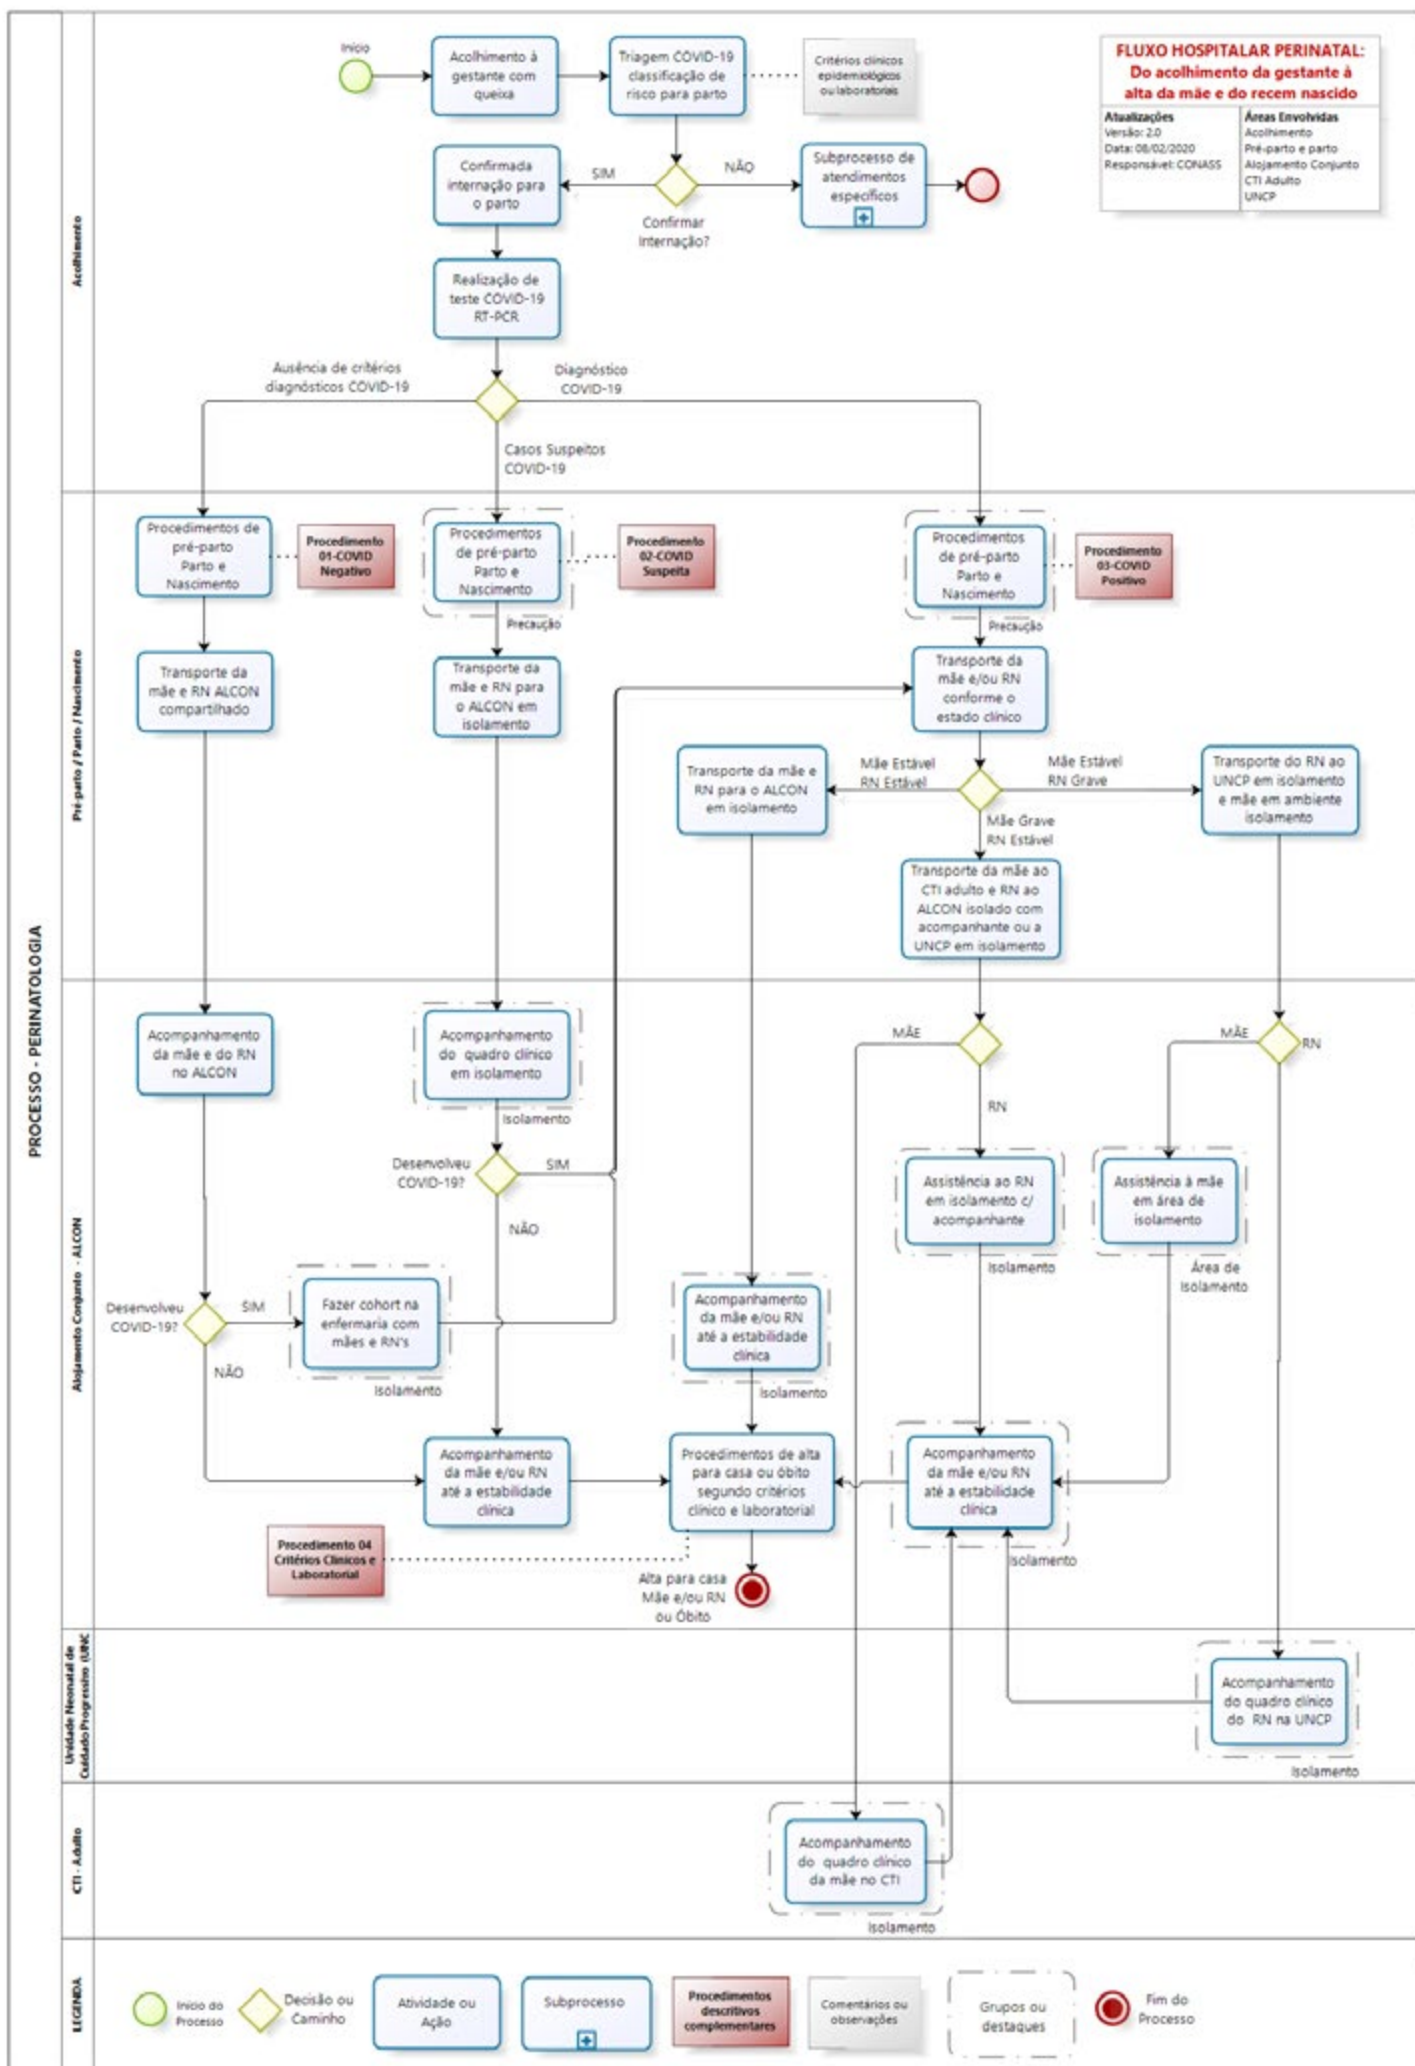 PROCESSO - PERINATOLOGIA
Acolhimento
Início
Acolhimento à
gestante com
queixa
Triagem COVID-19
classificação de
risco para parto
Critérios clínicos
epidemiológicos
ou laboratoriais
FLUXO HOSPITALAR PERINATAL:
Do acolhimento da gestante à
alta da mãe e do recem nascido
Atualizações
Versão: 2.0
Data: 08/02/2020
Responsável: CONASS
Áreas Envolvidas
Acolhimento
Pré-parto e parto
Alojamento Conjunto
CTI Adulto
UNCP
Confirmada
internação para
o parto
SIM
NÃO
Confirmar
Internação?
Subprocesso de
atendimentos
específicos
Realização de
teste COVID-19
RT-PCR
Ausência de critérios
diagnósticos COVID-19
Diagnóstico
COVID-19
Casos Suspeitos
COVID-19
Pré-parto / Parto / Nascimento
Procedimentos de
pré-parto
Parto e
Nascimento
Procedimento
01-COVID
Negativo
Procedimentos
de pré-parto
Parto e
Nascimento
Precaução
Procedimento
02-COVID
Suspeita
Procedimentos
de pré-parto
Parto e
Nascimento
Precaução
Procedimento
03-COVID
Positivo
Transporte da
mãe e RN ALCON
compartilhado
Transporte da
mãe e RN para
o ALCON em
isolamento
Transporte da
mãe e/ou RN
conforme o
estado clínico
Transporte da mãe e
RN para o ALCON
em isolamento
Mãe Estável
RN Estável
Mãe Estável
RN Grave
Mãe Grave
RN Estável
Transporte do RN ao
UNCP em isolamento
e mãe em ambiente
isolamento
Transporte da mãe ao
CTI adulto e RN ao
ALCON isolado com
acompanhante ou a
UNCP em isolamento
Alojamento Conjunto - ALCON
Acompanhamento
da mãe e do RN
no ALCON
Acompanhamento
do quadro clínico
em isolamento
Isolamento
MÃE
RN
MÃE
RN
Desenvolveu
COVID-19?
SIM
NÃO
Assistência ao RN
em isolamento c/
acompanhante
Isolamento
Assistência à mãe
em área de
isolamento
Área de
Isolamento
Desenvolveu
COVID-19?
SIM
NÃO
Fazer cohort na
enfermaria com
mães e RN's
Isolamento
Acompanhamento
da mãe e/ou RN
até a estabilidade
clínica
Isolamento
Acompanhamento
da mãe e/ou RN
até a estabilidade
clínica
Procedimentos de alta
para casa ou óbito
segundo critérios
clínico e laboratorial
Acompanhamento
da mãe e/ou RN
até a estabilidade
clínica
Isolamento
Procedimento 04
Critérios Clínicos e
Laboratorial
Alta para casa
Mãe e/ou RN
ou Óbito
Unidade Neonatal de
Cuidado Progressivo (UNC
Acompanhamento
do quadro clínico
do RN na UNCP
Isolamento
CTI - Adulto
Acompanhamento
do quadro clínico
da mãe no CTI
Isolamento
LEGENDA
Início do
Processo
Decisão ou
Caminho
Atividade ou
Ação
Subprocesso
Procedimentos
descritivos
complementares
Comentários ou
observações
Grupos ou
destaques
Fim do
Processo